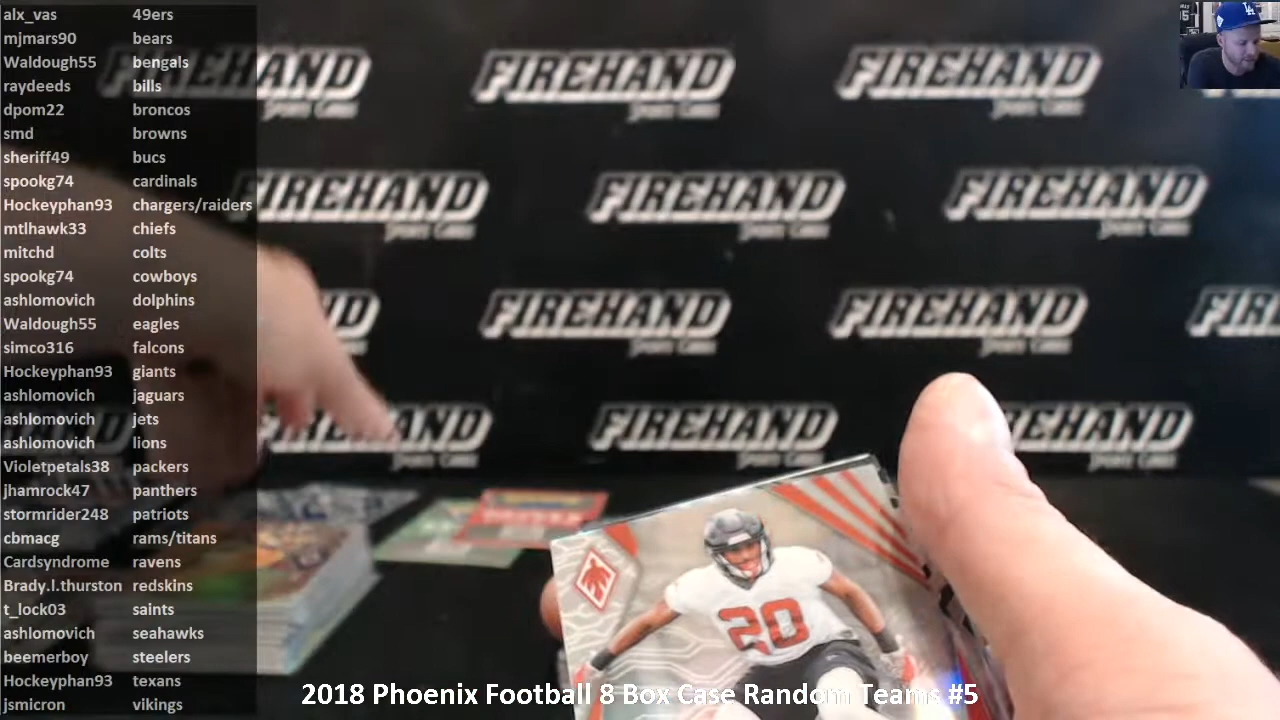 alx_vas 49ers
mjmars90 bears
Waldough55 bengals
raydeeds bills
dpom22 broncos
smd browns
sheriff49 bucs
spookg74 cardinals
Hockeyphan93 chargers/raiders
mtlhawk33 chiefs
mitchd colts
spookg74 cowboys
ashlomovich dolphins
Waldough55 eagles
simco316 falcons
Hockeyphan93 giants
ashlomovich jaguars
ashlomovich jets
ashlomovich lions
Violetpetals38 packers
jhamrock47 panthers
stormrider248 patriots
cbmacg rams/titans
Cardsyndrome ravens
Brady.l.thurston redskins
t_lock03 saints
ashlomovich seahawks
beemerboy steelers
Hockeyphan93 texans
jsmicron vikings
FIREHAND FIREHAND FIREHAND
FIREHAND FIREHAND FIREHAND
FIREHAND FIREHAND
FIREHAND FIREHAND
LA
20
2018 Phoenix Football 8 Box Case Random Teams #5